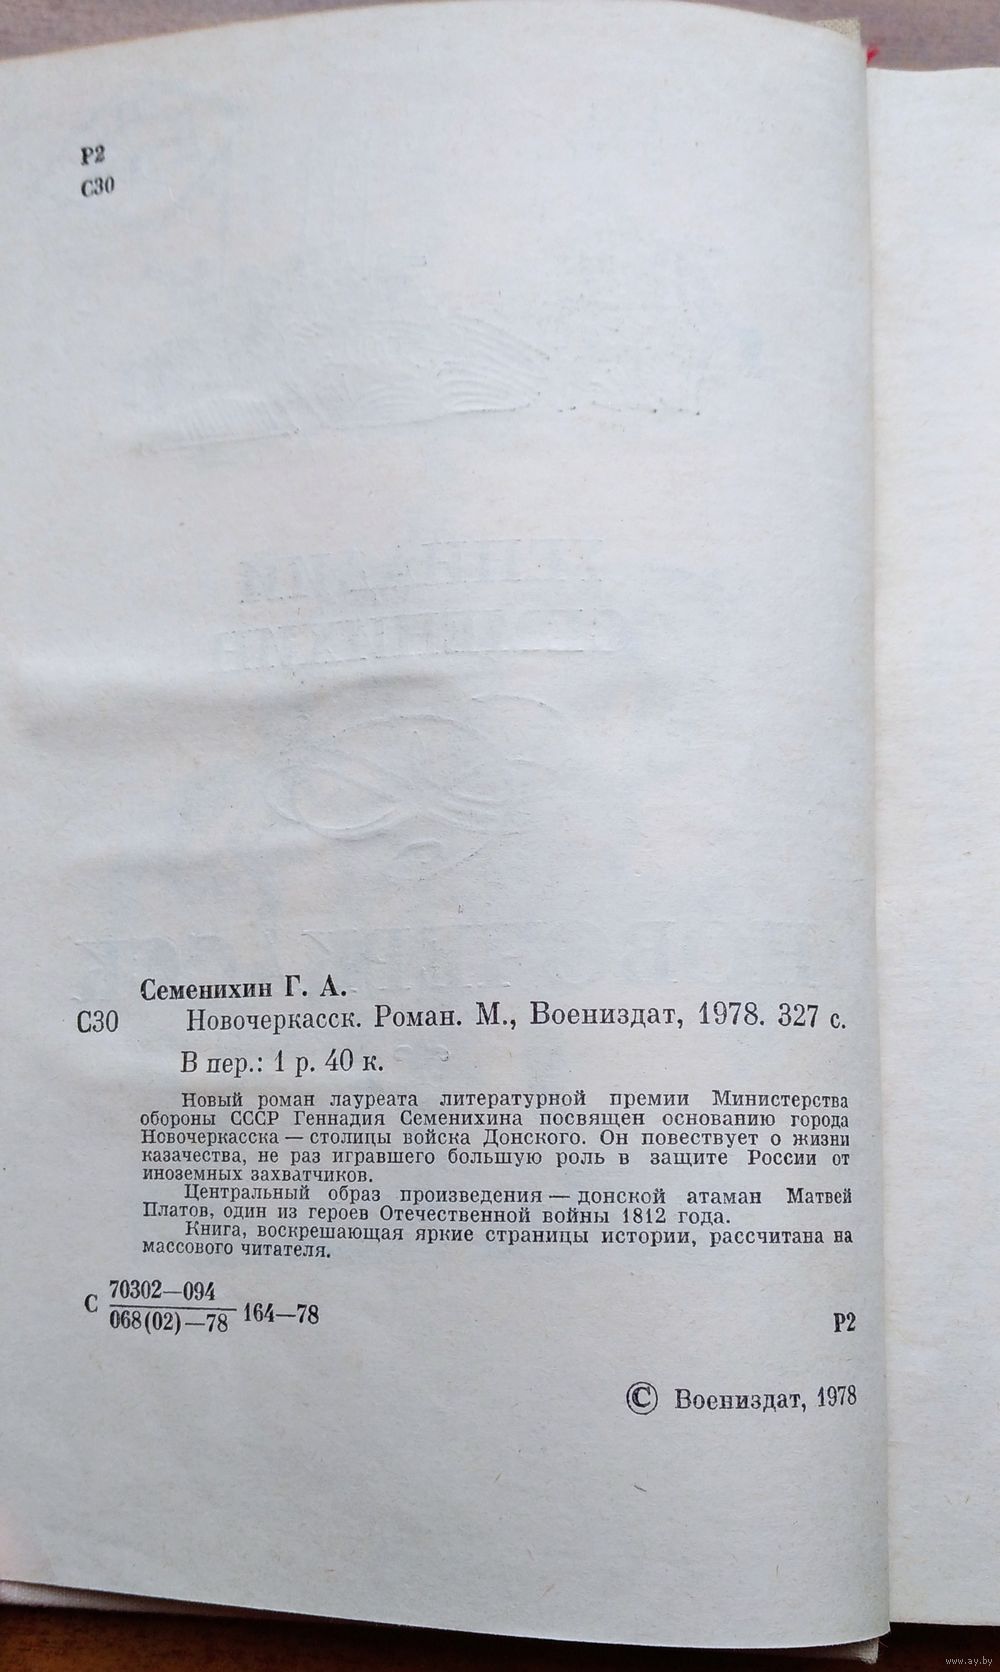 Р2
С30
Семенихин Г. А.
С30 Новочеркасск. Роман. М., Воениздат, 1978. 327 с.
В пер.: 1 р. 40 к.
Новый роман лауреата литературной премии Министерства
обороны СССР Геннадия Семенихина посвящен основанию города
Новочеркасска — столицы войска Донского. Он повествует о жизни
казачества, не раз игравшего большую роль в защите России от
иноземных захватчиков.
Центральный образ произведения — донской атаман Матвей
Платов, один из героев Отечественной войны 1812 года.
Книга, воскрешающая яркие страницы истории, рассчитана на
массового читателя.
70302—094
С 164—78
068(02)—78
Р2
© Воениздат, 1978
www.ay.by